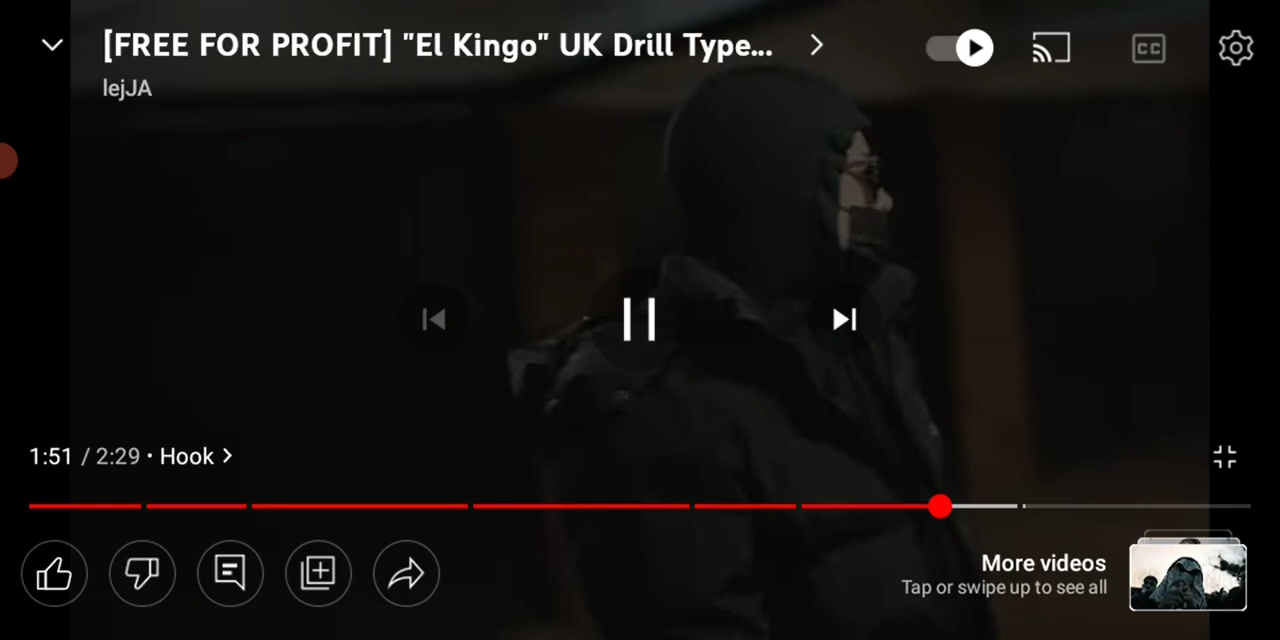 [FREE FOR PROFIT] "El Kingo" UK Drill Type...
lejJA
CC
1:51 / 2:29 • Hook
More videos
Tap or swipe up to see all